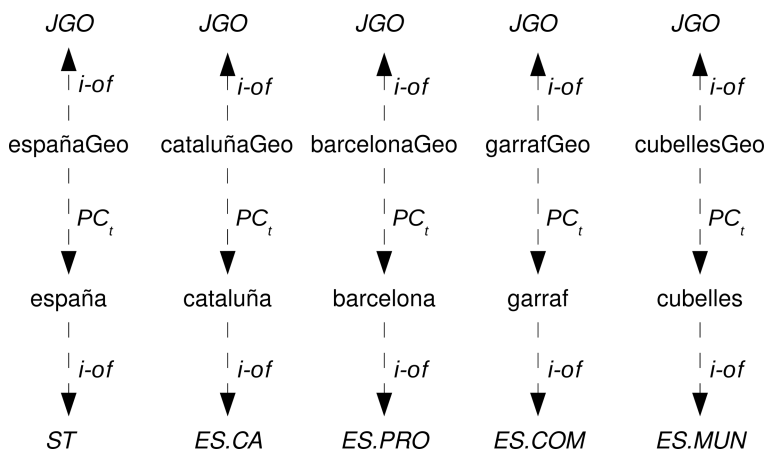 JGO JGO JGO JGO JGO
i-of i-of i-of i-of i-of
españaGeo cataluñaGeo barcelonaGeo garrafGeo cubellesGeo
PCt PCt PCt PCt PCt
españa cataluña barcelona garraf cubelles
i-of i-of i-of i-of i-of
ST ES.CA ES.PRO ES.COM ES.MUN